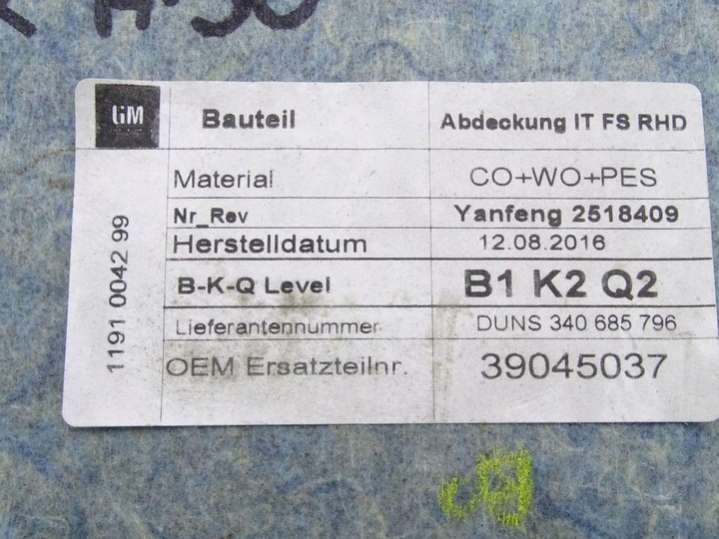 GM
Bauteil Abdeckung IT FS RHD
Material CO+WO+PES
Nr_Rev Yanfeng 2518409
Herstelldatum 12.08.2016
B-K-Q Level B1 K2 Q2
Lieferantennummer DUNS 340 685 796
OEM Ersatzteilnr. 39045037
1191 0042 99